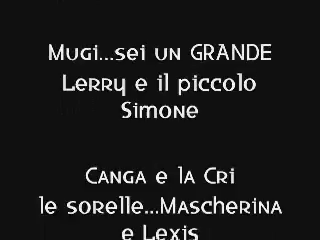 Mugi...sei un GRANDE
Lerry e il piccolo
Simone
Canga e la Cri
le sorelle...Mascherina
e Lexis